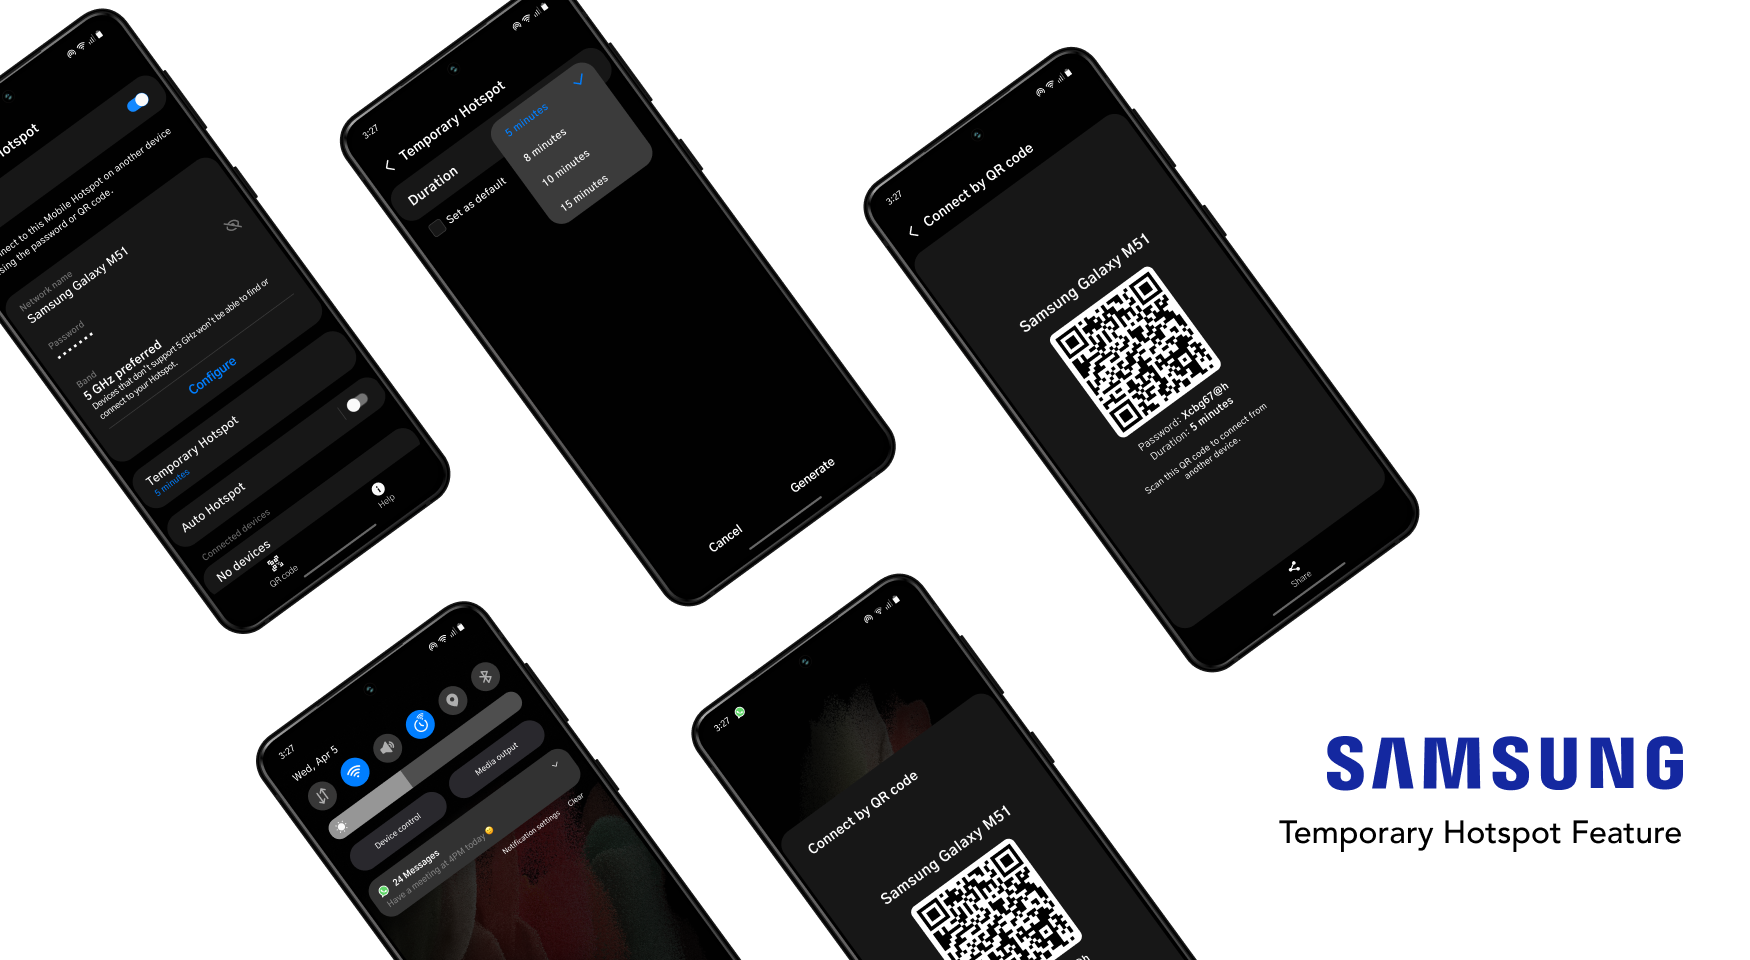 otspot
nnect to this Mobile Hotspot on another device
sing the password or QR code.
Network name
Samsung Galaxy M51
Password
•••••••
Band
5 GHz preferred
Devices that don't support 5 GHz won't be able to find or
connect to your Hotspot.
Configure
Temporary Hotspot
5 minutes
Auto Hotspot
Connected devices
No devices
QR code
Help
3:27
Temporary Hotspot
Duration
5 minutes
8 minutes
10 minutes
15 minutes
Set as default
Cancel
Generate
3:27
Connect by QR code
Samsung Galaxy M51
Password: Xcbg67@h
Duration: 5 minutes
Scan this QR code to connect from
another device.
Share
3:27
Wed, Apr 5
Device control
Media output
24 Messages
Have a meeting at 4PM today
Notification settings
Clear
3:27
Connect by QR code
Samsung Galaxy M51
@h
SAMSUNG
Temporary Hotspot Feature